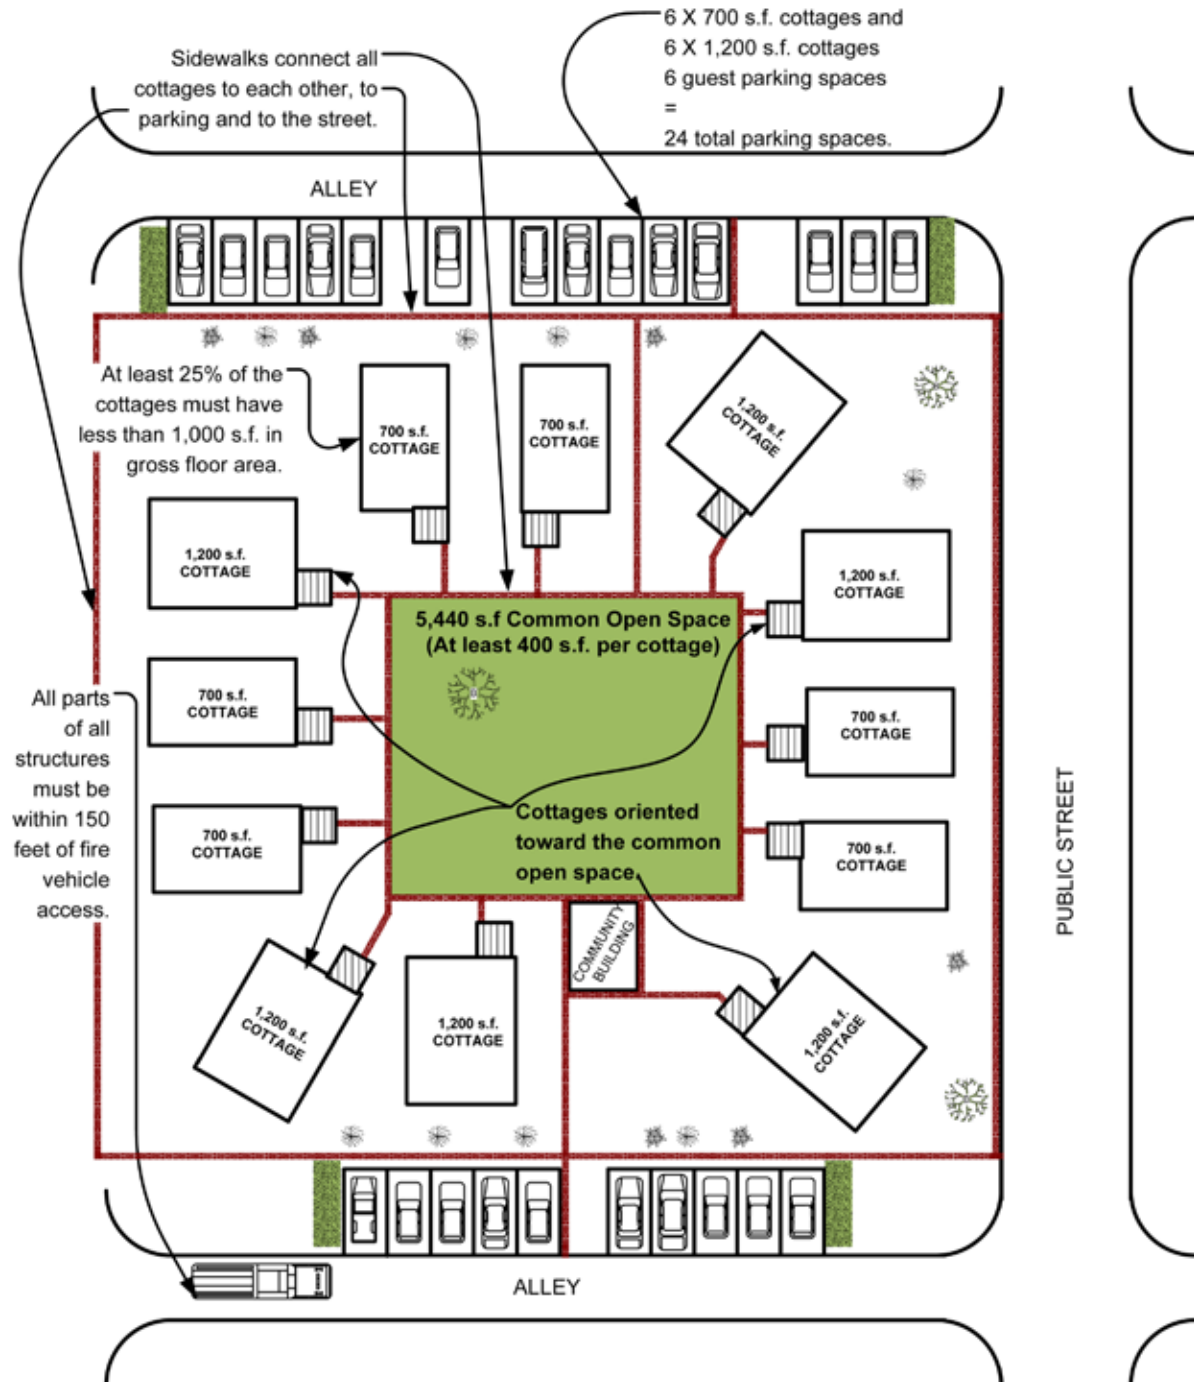 6 X 700 s.f. cottages and
6 X 1,200 s.f. cottages
6 guest parking spaces
=
24 total parking spaces.
Sidewalks connect all
cottages to each other, to
parking and to the street.
ALLEY
At least 25% of the
cottages must have
less than 1,000 s.f. in
gross floor area.
700 s.f.
COTTAGE
700 s.f.
COTTAGE
1,200 s.f.
COTTAGE
1,200 s.f.
COTTAGE
1,200 s.f.
COTTAGE
5,440 s.f Common Open Space
(At least 400 s.f. per cottage)
All parts
of all
structures
must be
within 150
feet of fire
vehicle
access.
700 s.f.
COTTAGE
700 s.f.
COTTAGE
700 s.f.
COTTAGE
700 s.f.
COTTAGE
Cottages oriented
toward the common
open space.
PUBLIC STREET
COMMUNITY
BUILDING
1,200 s.f.
COTTAGE
1,200 s.f.
COTTAGE
1,200 s.f.
COTTAGE
ALLEY